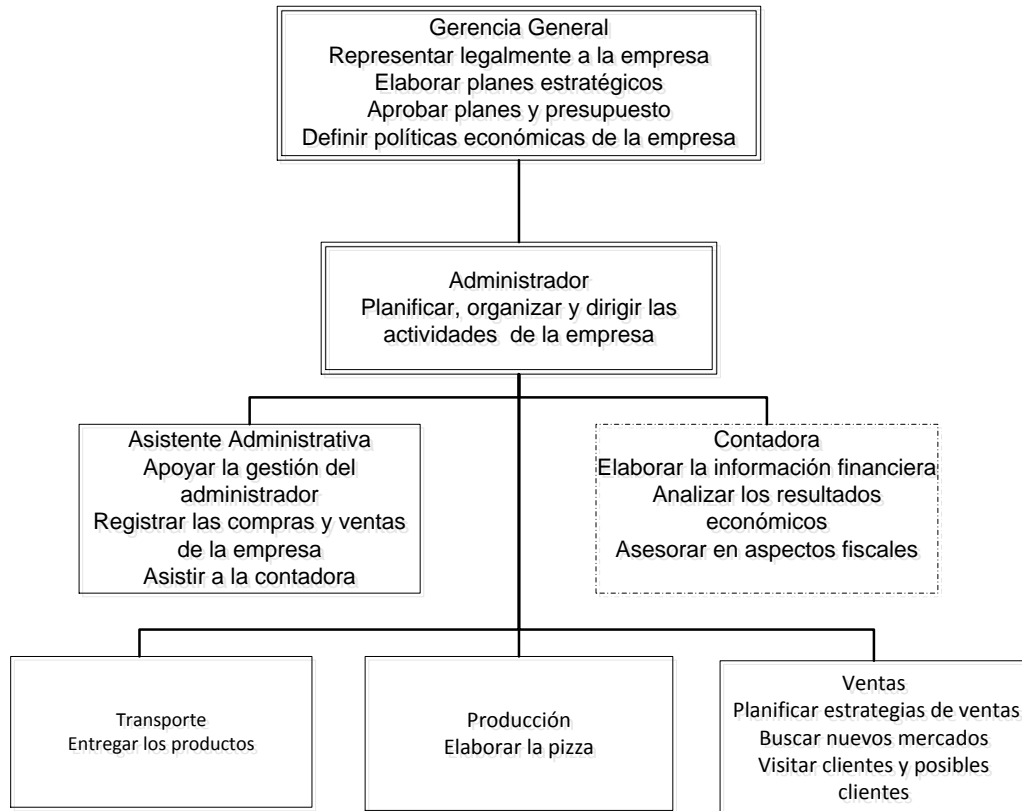 Gerencia General
Representar legalmente a la empresa
Elaborar planes estratégicos
Aprobar planes y presupuesto
Definir políticas económicas de la empresa
Administrador
Planificar, organizar y dirigir las
actividades de la empresa
Asistente Administrativa
Apoyar la gestión del
administrador
Registrar las compras y ventas
de la empresa
Asistir a la contadora
Contadora
Elaborar la información financiera
Analizar los resultados
económicos
Asesorar en aspectos fiscales
Transporte
Entregar los productos
Producción
Elaborar la pizza
Ventas
Planificar estrategias de ventas
Buscar nuevos mercados
Visitar clientes y posibles
clientes